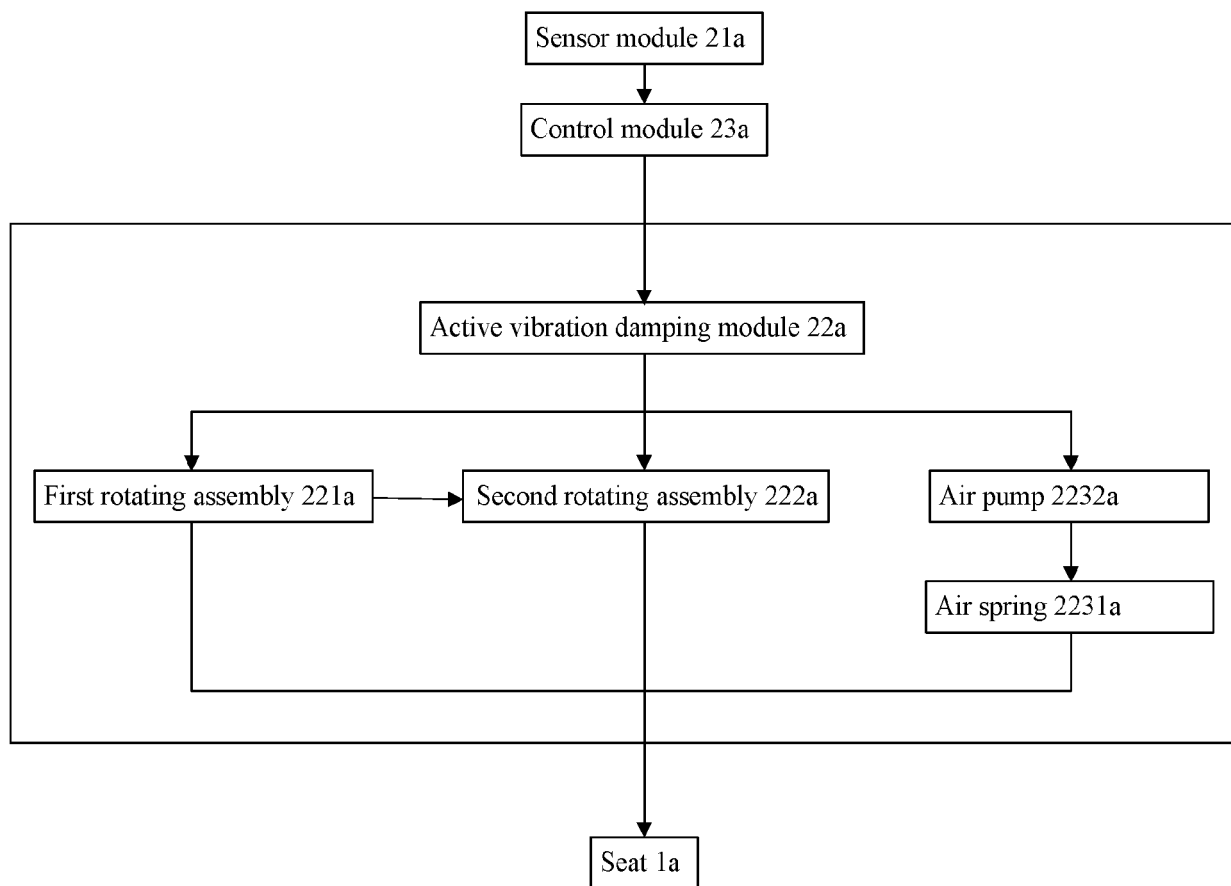 Sensor module 21a
Control module 23a
Active vibration damping module 22a
First rotating assembly 221a
Second rotating assembly 222a
Air pump 2232a
Air spring 2231a
Seat 1a